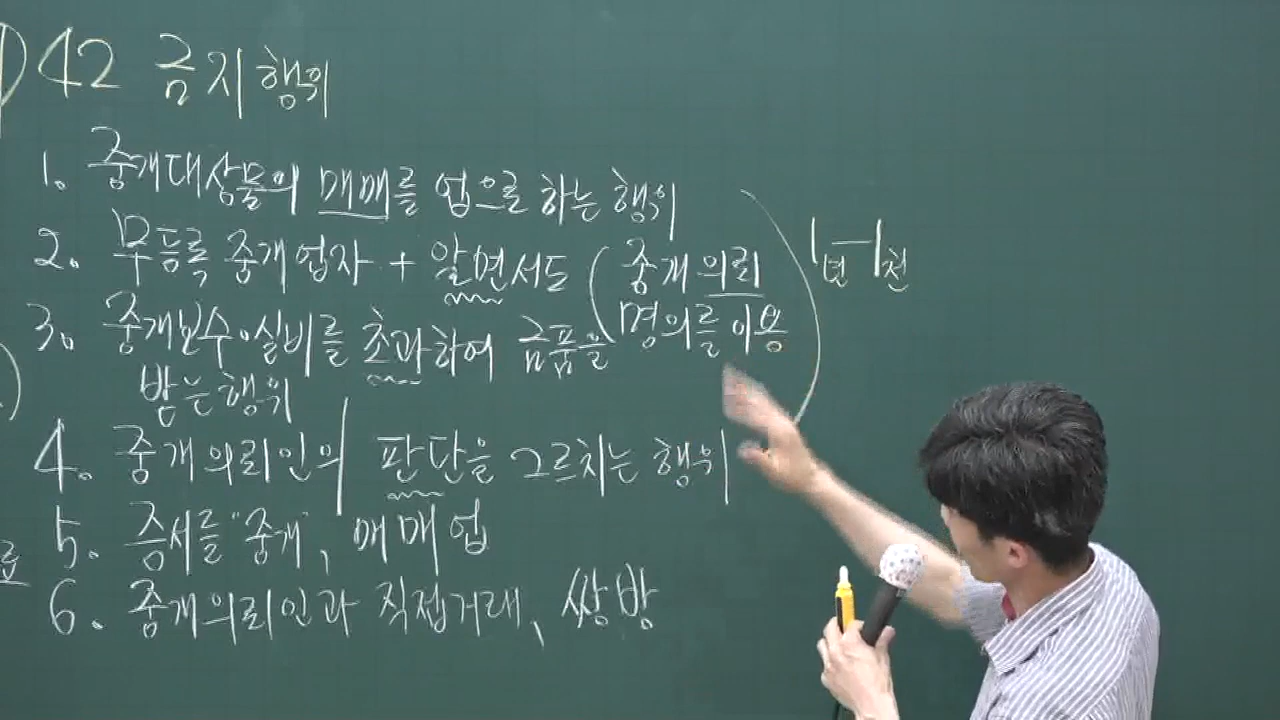 42 금지행위
1. 중개대상물의 매매를 업으로 하는 행위
2. 무등록 중개업자 + 알면서도 (중개의뢰
명의를 이용
1년-1천
3. 중개보수·실비를 초과하여 금품을
받는 행위
4. 중개의뢰인의 판단을 그르치는 행위
5. 증서를 "중개", 매매업
6. 중개의뢰인과 직접거래, 쌍방
료